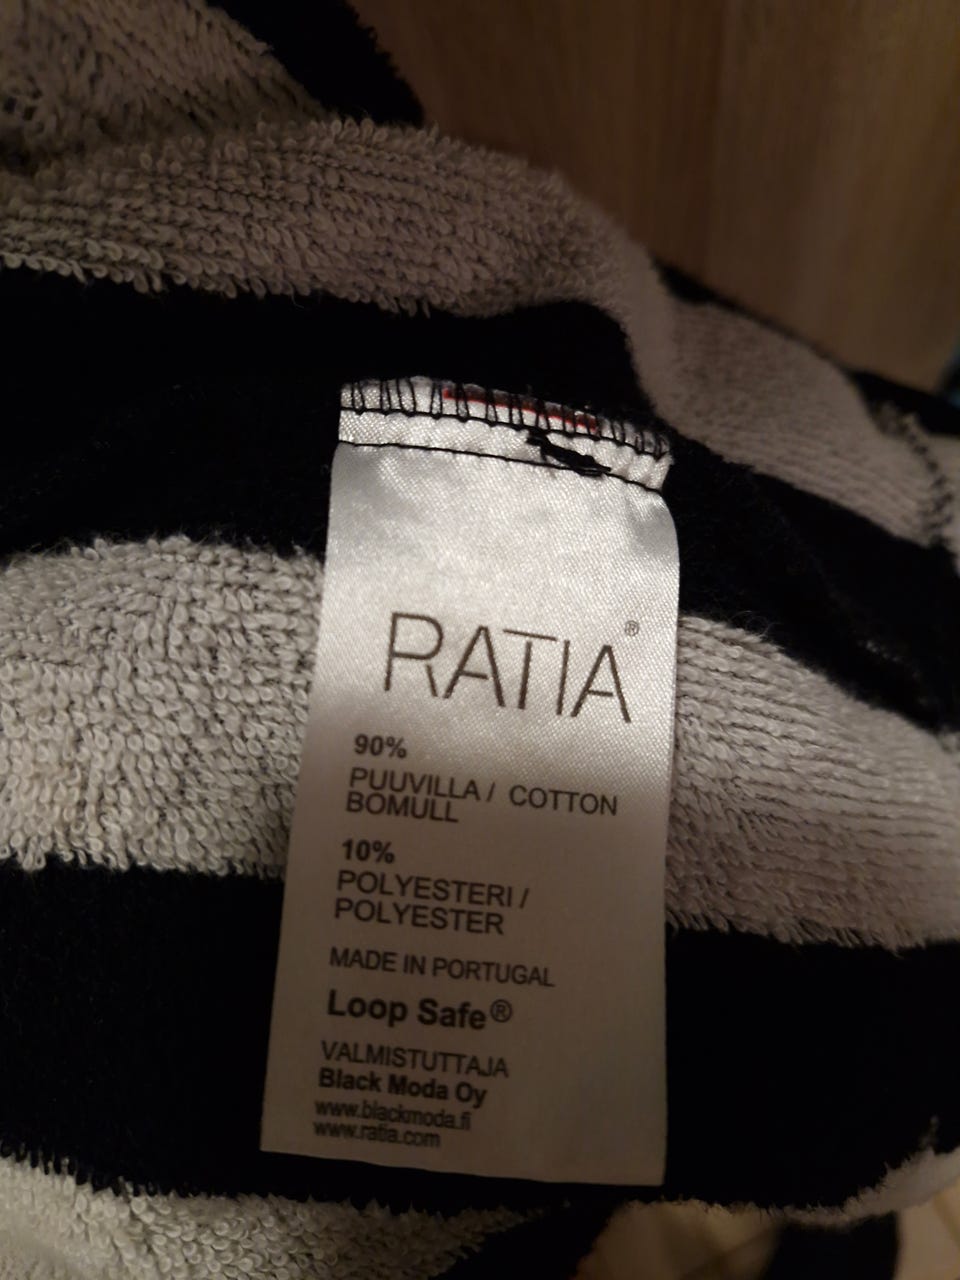 RATIA®
90%
PUUVILLA / COTTON
BOMULL
10%
POLYESTERI /
POLYESTER
MADE IN PORTUGAL
Loop Safe®
VALMISTUTTAJA
Black Moda Oy
www.blackmoda.fi
www.ratia.com